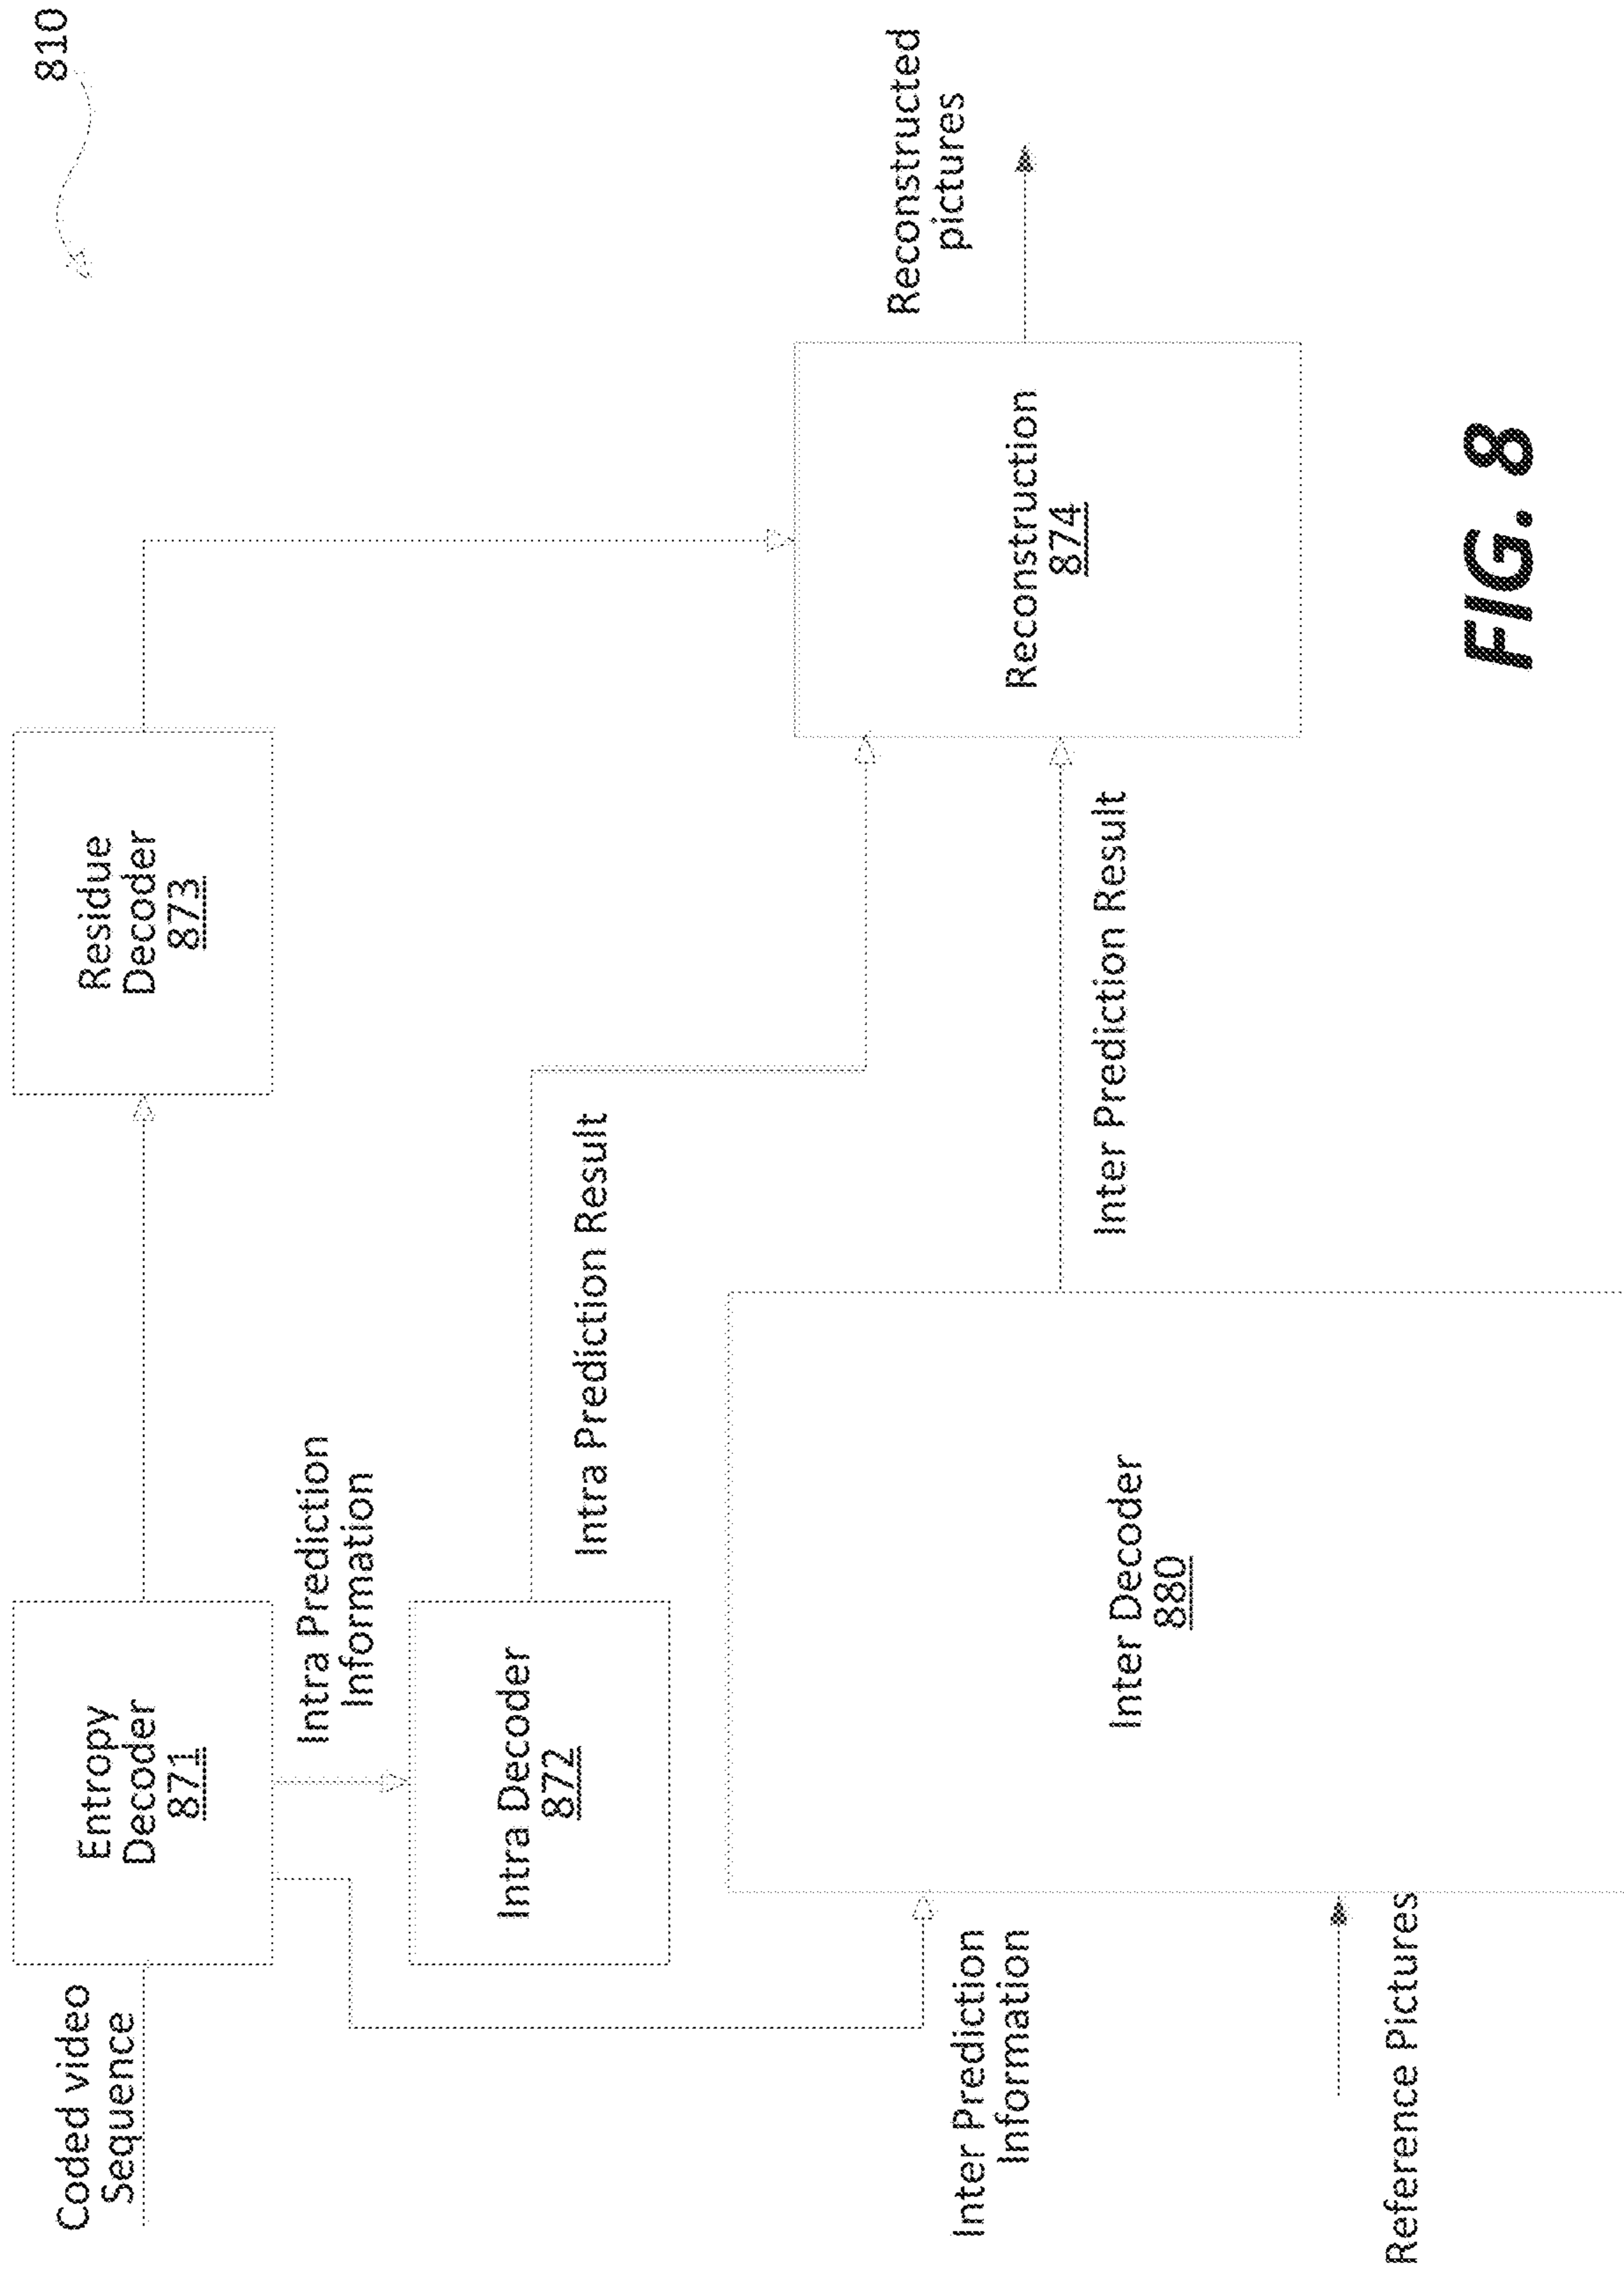 810
Coded video
Sequence
Entropy
Decoder
871
Residue
Decoder
873
Intra Prediction
Information
Intra Decoder
872
Intra Prediction Result
Inter Prediction
Information
Inter Decoder
880
Inter Prediction Result
Reference Pictures
Reconstruction
874
Reconstructed
pictures
FIG. 8